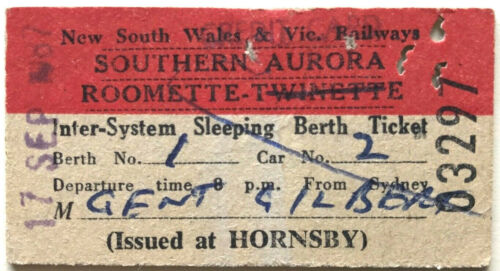 New South Wales & Vic. Railways
SOUTHERN AURORA
ROOMETTE-TWINETTE
Inter-System Sleeping Berth Ticket
Berth No. 1 Car No. 2
Departure time 8 p.m. From Sydney
M GENT GILBERT
(Issued at HORNSBY)
03297
17 SEP